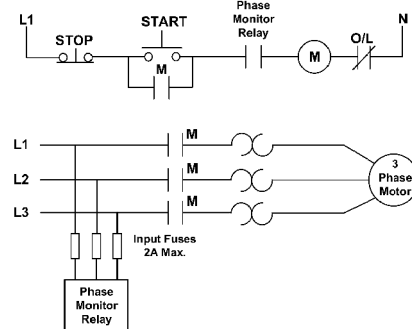 L1
STOP
START
M
Phase
Monitor
Relay
M
O/L
N
L1
M
L2
M
L3
M
3
Phase
Motor
Input Fuses
2A Max.
Phase
Monitor
Relay